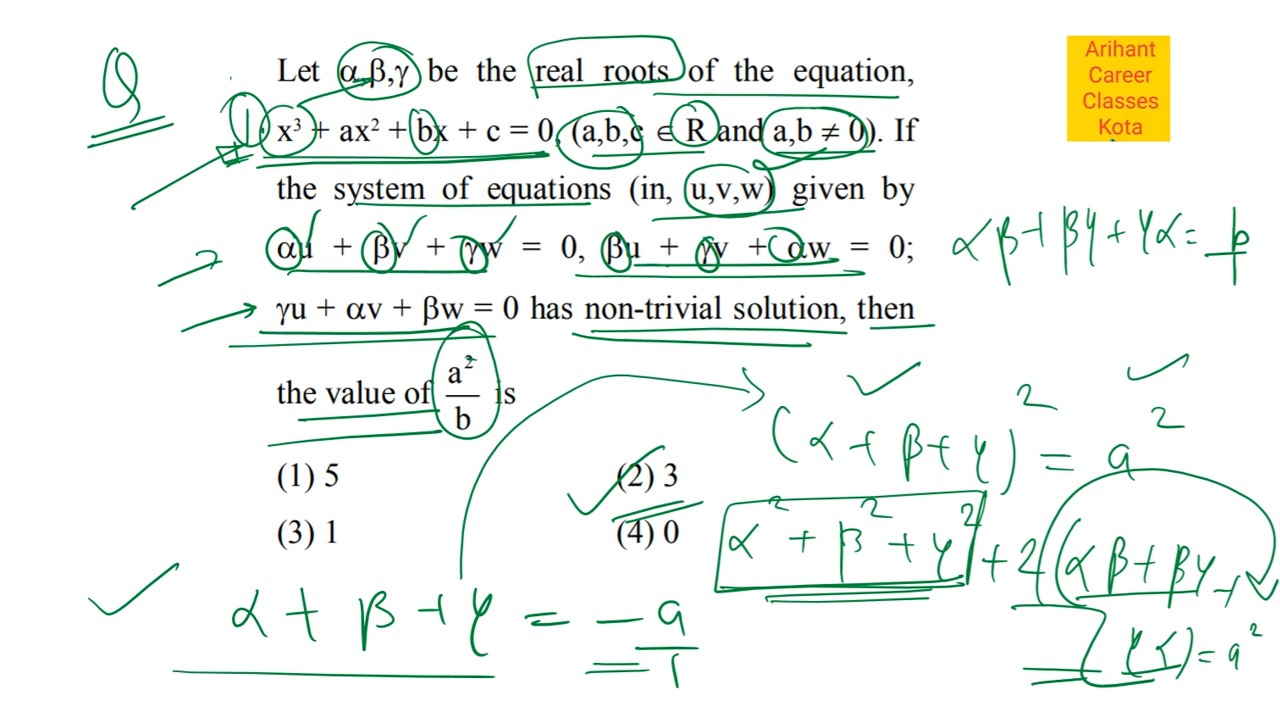 Q
Let α,β,γ be the real roots of the equation,
① x³ + ax² + bx + c = 0, (a,b,c ∈ R and a,b ≠ 0). If
the system of equations (in, u,v,w) given by
αu + βv + γw = 0, βu + γv + αw = 0;
γu + αv + βw = 0 has non-trivial solution, then
the value of a²/b is
(1) 5
(2) 3
(3) 1
(4) 0
Arihant
Career
Classes
Kota
αβ + βγ + γα = b/1
(α + β + γ)² = a²
α² + β² + γ² + 2(αβ + βγ +
γα) = a²
α + β + γ = -a/1